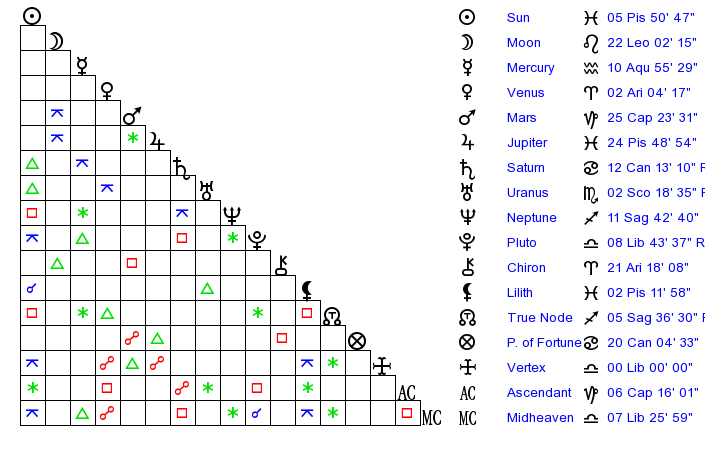 Sun ♓ 05 Pis 50' 47"
Moon ♌ 22 Leo 02' 15"
Mercury ♒ 10 Aqu 55' 29"
Venus ♈ 02 Ari 04' 17"
Mars ♑ 25 Cap 23' 31"
Jupiter ♓ 24 Pis 48' 54"
Saturn ♋ 12 Can 13' 10" R
Uranus ♏ 02 Sco 18' 35" R
Neptune ♐ 11 Sag 42' 40"
Pluto ♎ 08 Lib 43' 37" R
Chiron ♈ 21 Ari 18' 08"
Lilith ♓ 02 Pis 11' 58"
True Node ♐ 05 Sag 36' 30" R
P. of Fortune ♋ 20 Can 04' 33"
Vertex ♎ 00 Lib 00' 00"
AC AC Ascendant ♑ 06 Cap 16' 01"
MC MC Midheaven ♎ 07 Lib 25' 59"